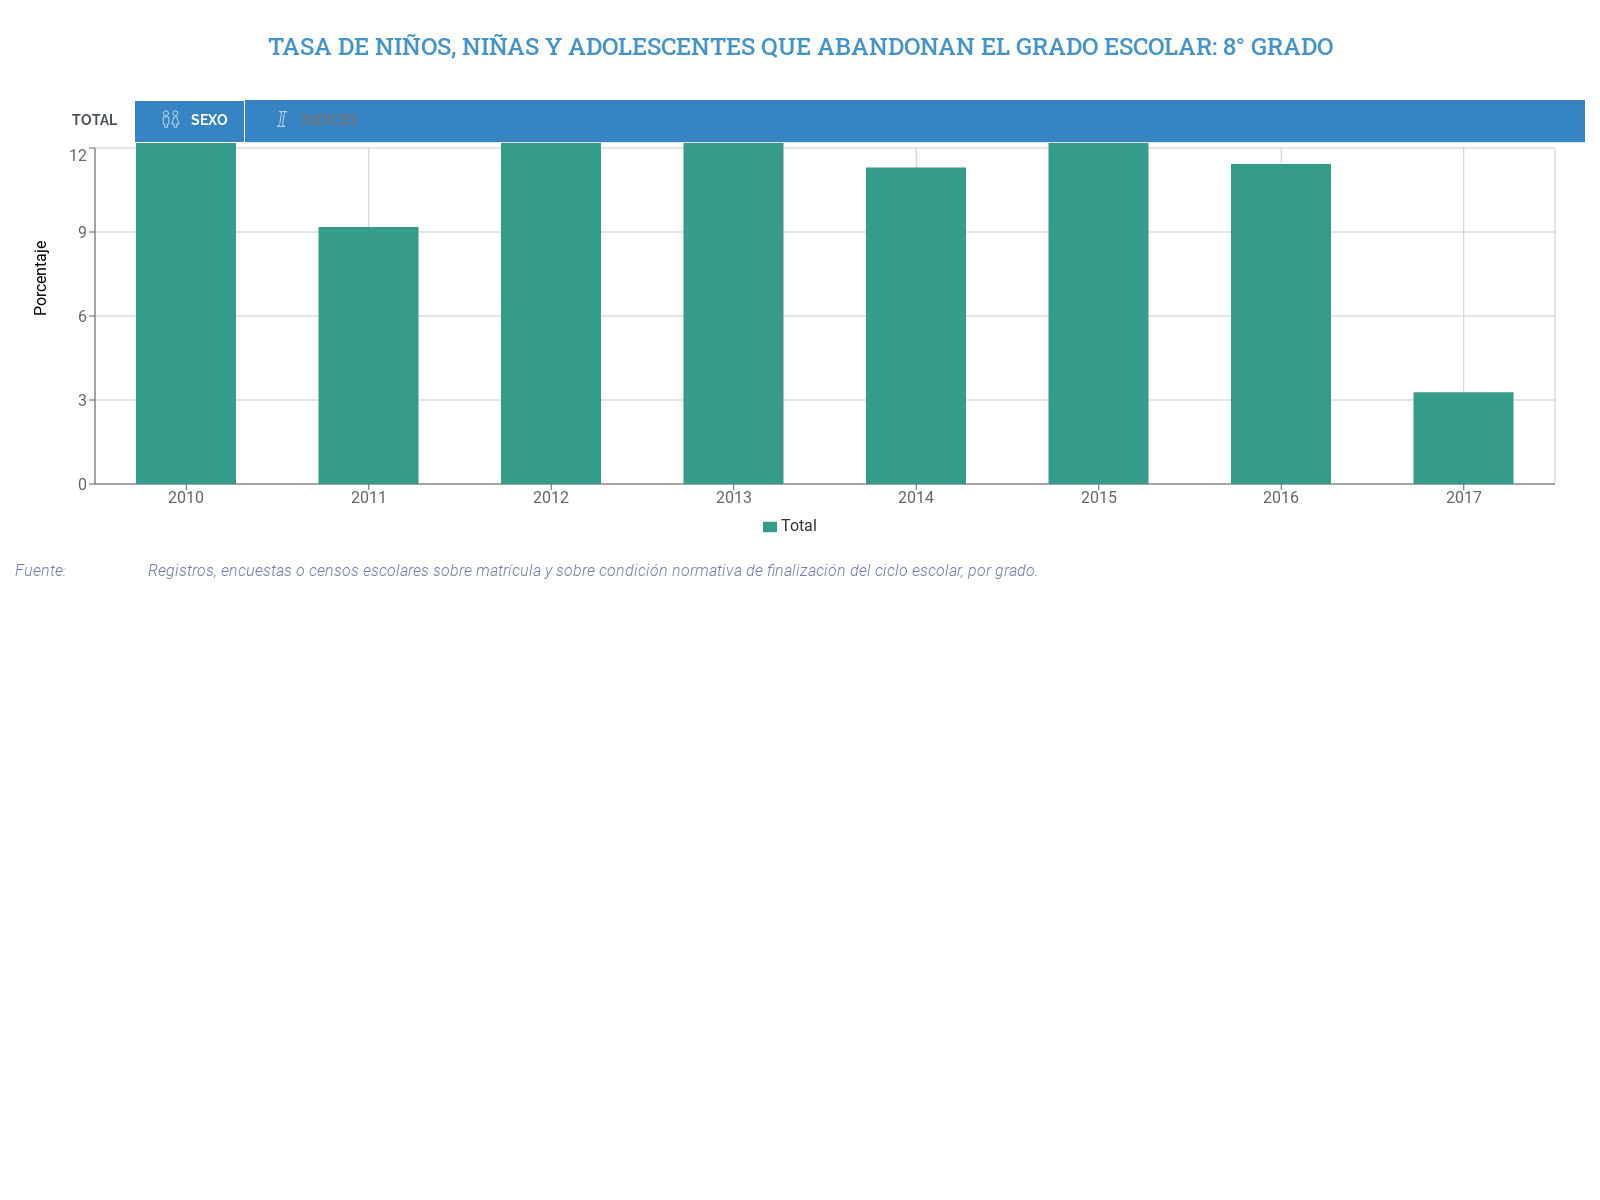 TASA DE NIÑOS, NIÑAS Y ADOLESCENTES QUE ABANDONAN EL GRADO ESCOLAR: 8° GRADO
TOTAL SEXO INDICES
12
9
6
3
0
Porcentaje
2010 2011 2012 2013 2014 2015 2016 2017
Total
Fuente: Registros, encuestas o censos escolares sobre matrícula y sobre condición normativa de finalización del ciclo escolar, por grado.